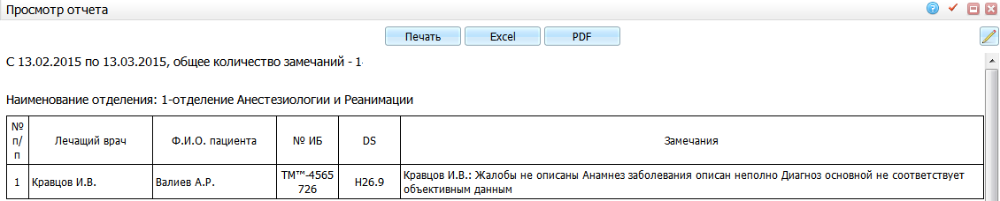 Просмотр отчета
Печать Excel PDF
С 13.02.2015 по 13.03.2015, общее количество замечаний - 1
Наименование отделения: 1-отделение Анестезиологии и Реанимации
№ п/п Лечащий врач Ф.И.О. пациента № ИБ DS Замечания
1 Кравцов И.В. Валиев А.Р. ТМ™-4565726 H26.9 Кравцов И.В.: Жалобы не описаны Анамнез заболевания описан неполно Диагноз основной не соответствует
объективным данным